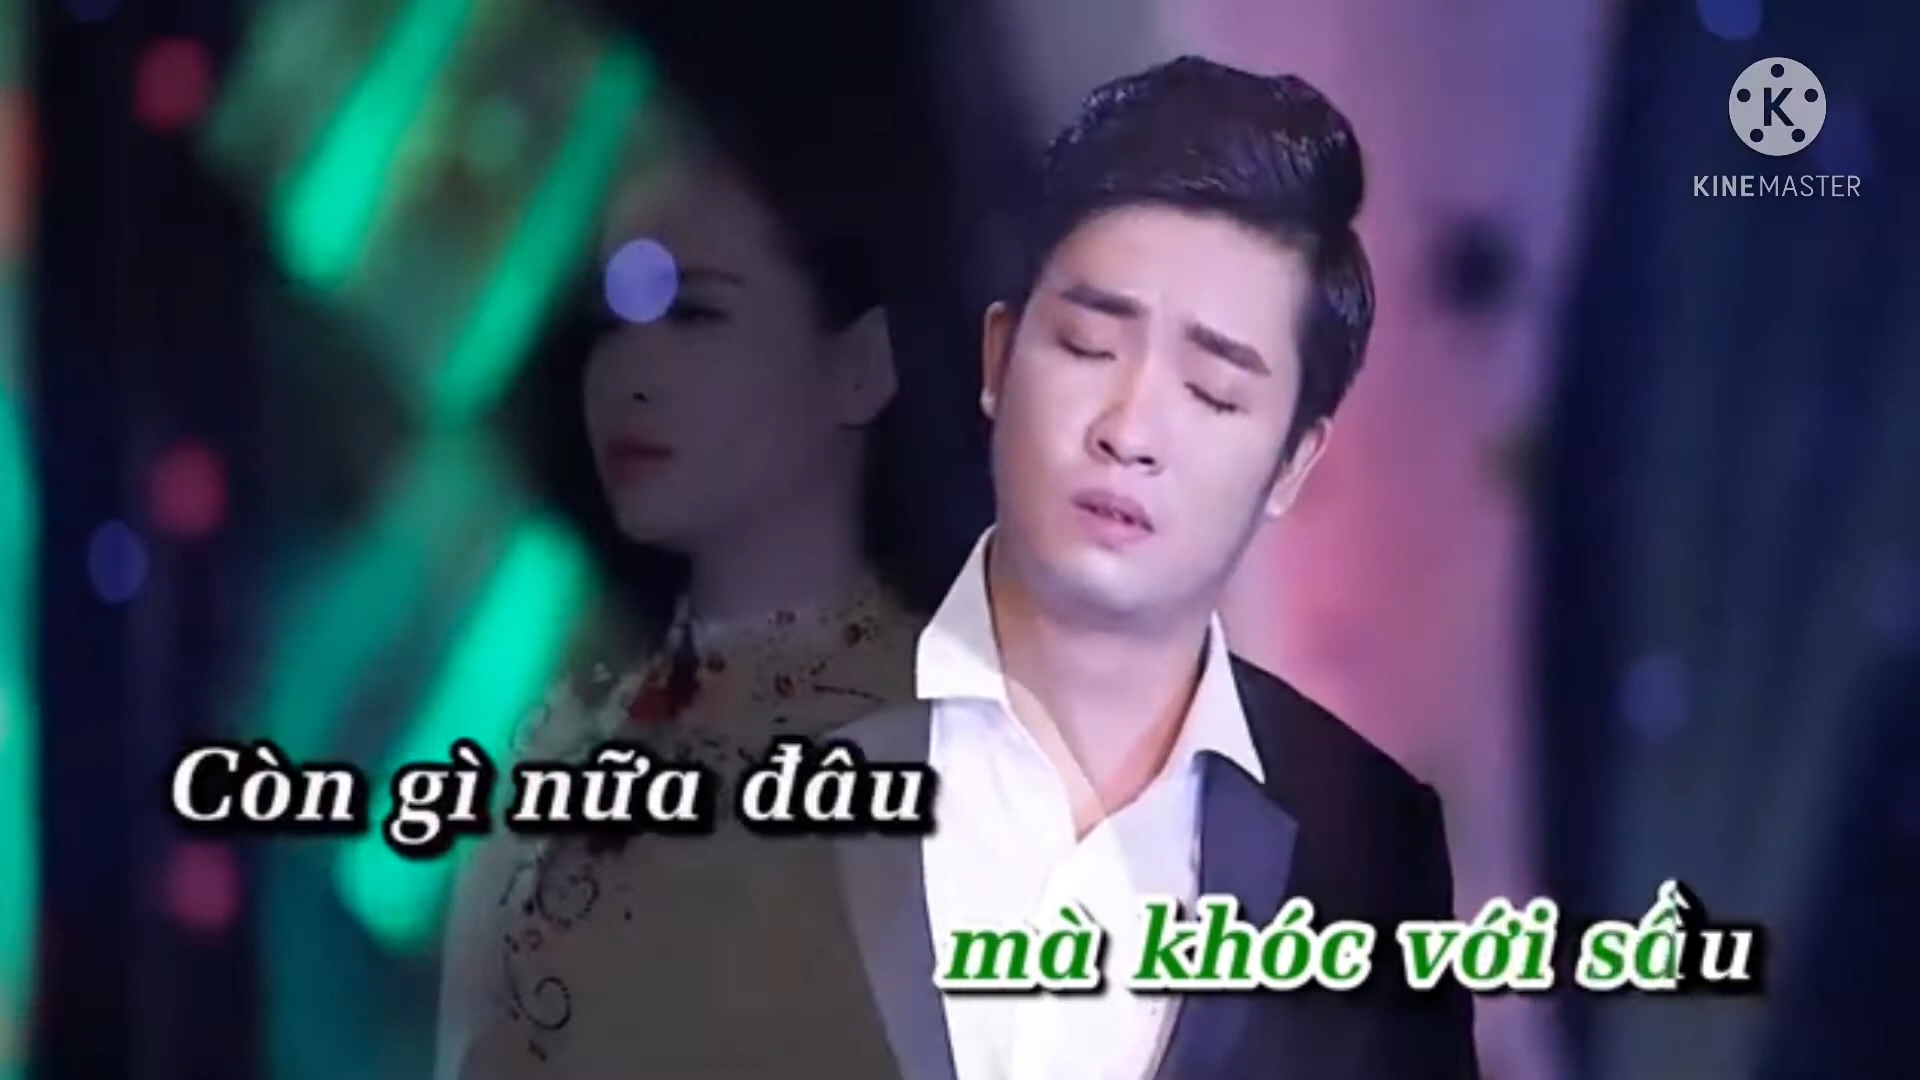 K
KINEMASTER
Còn gì nữa đâu
mà khóc với sầu